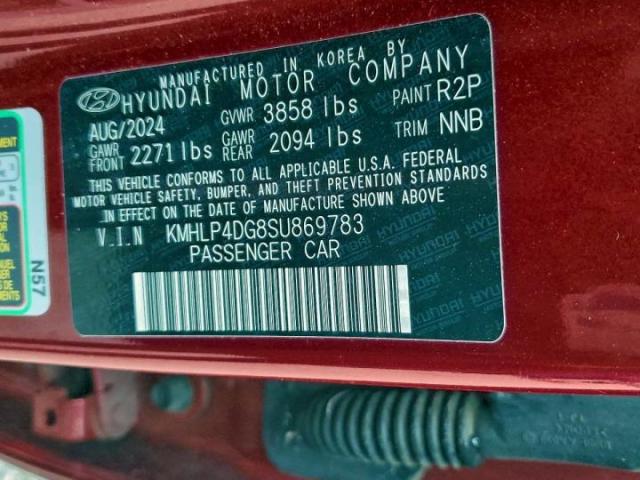 MANUFACTURED IN KOREA BY
HYUNDAI MOTOR COMPANY
AUG/2024 GVWR 3858 lbs PAINT R2P
GAWR FRONT 2271 lbs GAWR REAR 2094 lbs TRIM NNB
THIS VEHICLE CONFORMS TO ALL APPLICABLE U.S.A. FEDERAL
MOTOR VEHICLE SAFETY, BUMPER, AND THEFT PREVENTION STANDARDS
IN EFFECT ON THE DATE OF MANUFACTURE SHOWN ABOVE
V.I.N KMHLP4DG8SU869783
PASSENGER CAR
N57